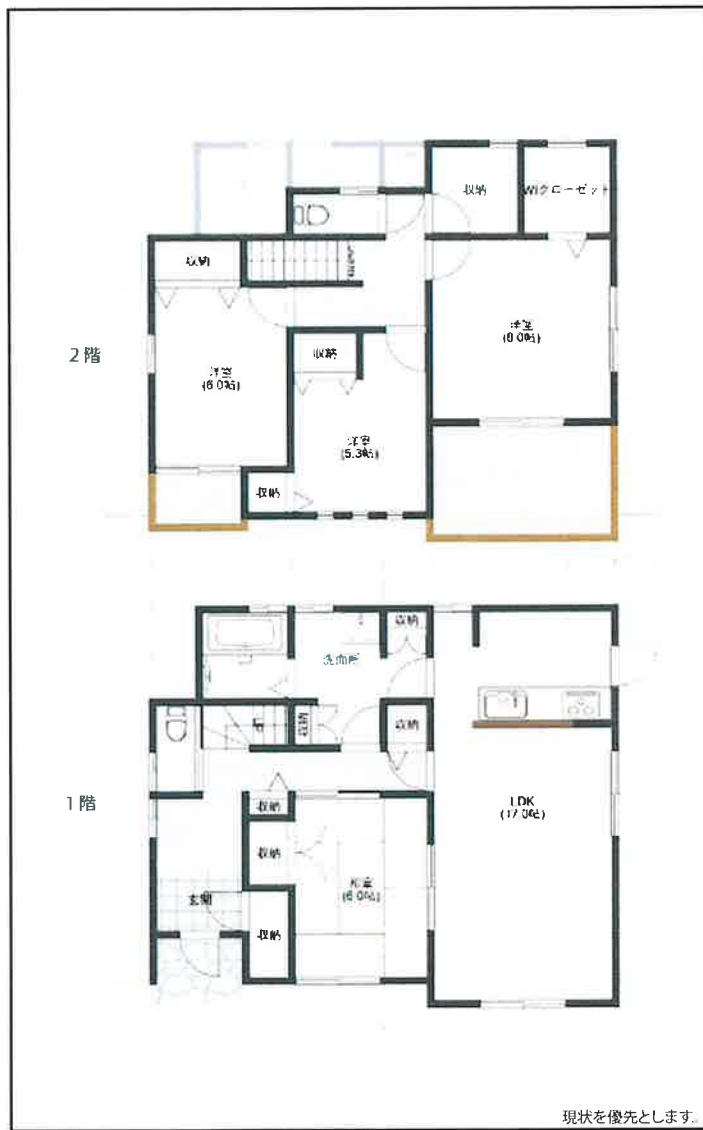 収納
WIクローゼット
収納
2階
洋室
(6.0帖)
収納
洋室
(8.0帖)
洋室
(5.3帖)
収納
収納
洗面所
収納
収納
1階
収納
LDK
(17.0帖)
収納
和室
(6.0帖)
玄関
収納
現状を優先とします。